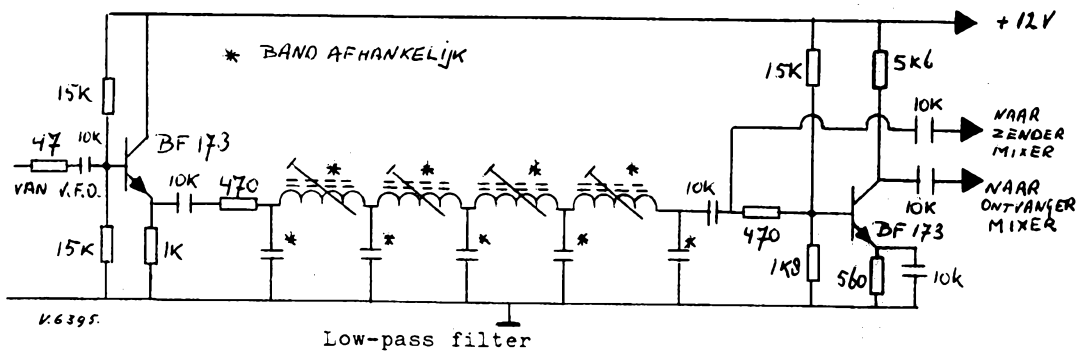 +12V
* BAND AFHANKELIJK
15K
5K6
15K
10K
47
10K
BF 173
NAAR
ZENDER
MIXER
VAN V.F.O.
10K
470
*
*
*
*
10K
10K
NAAR
ONTVANGER
MIXER
470
BF 173
15K
1K
*
*
*
*
*
1K8
560
10K
V.6395.
Low-pass filter